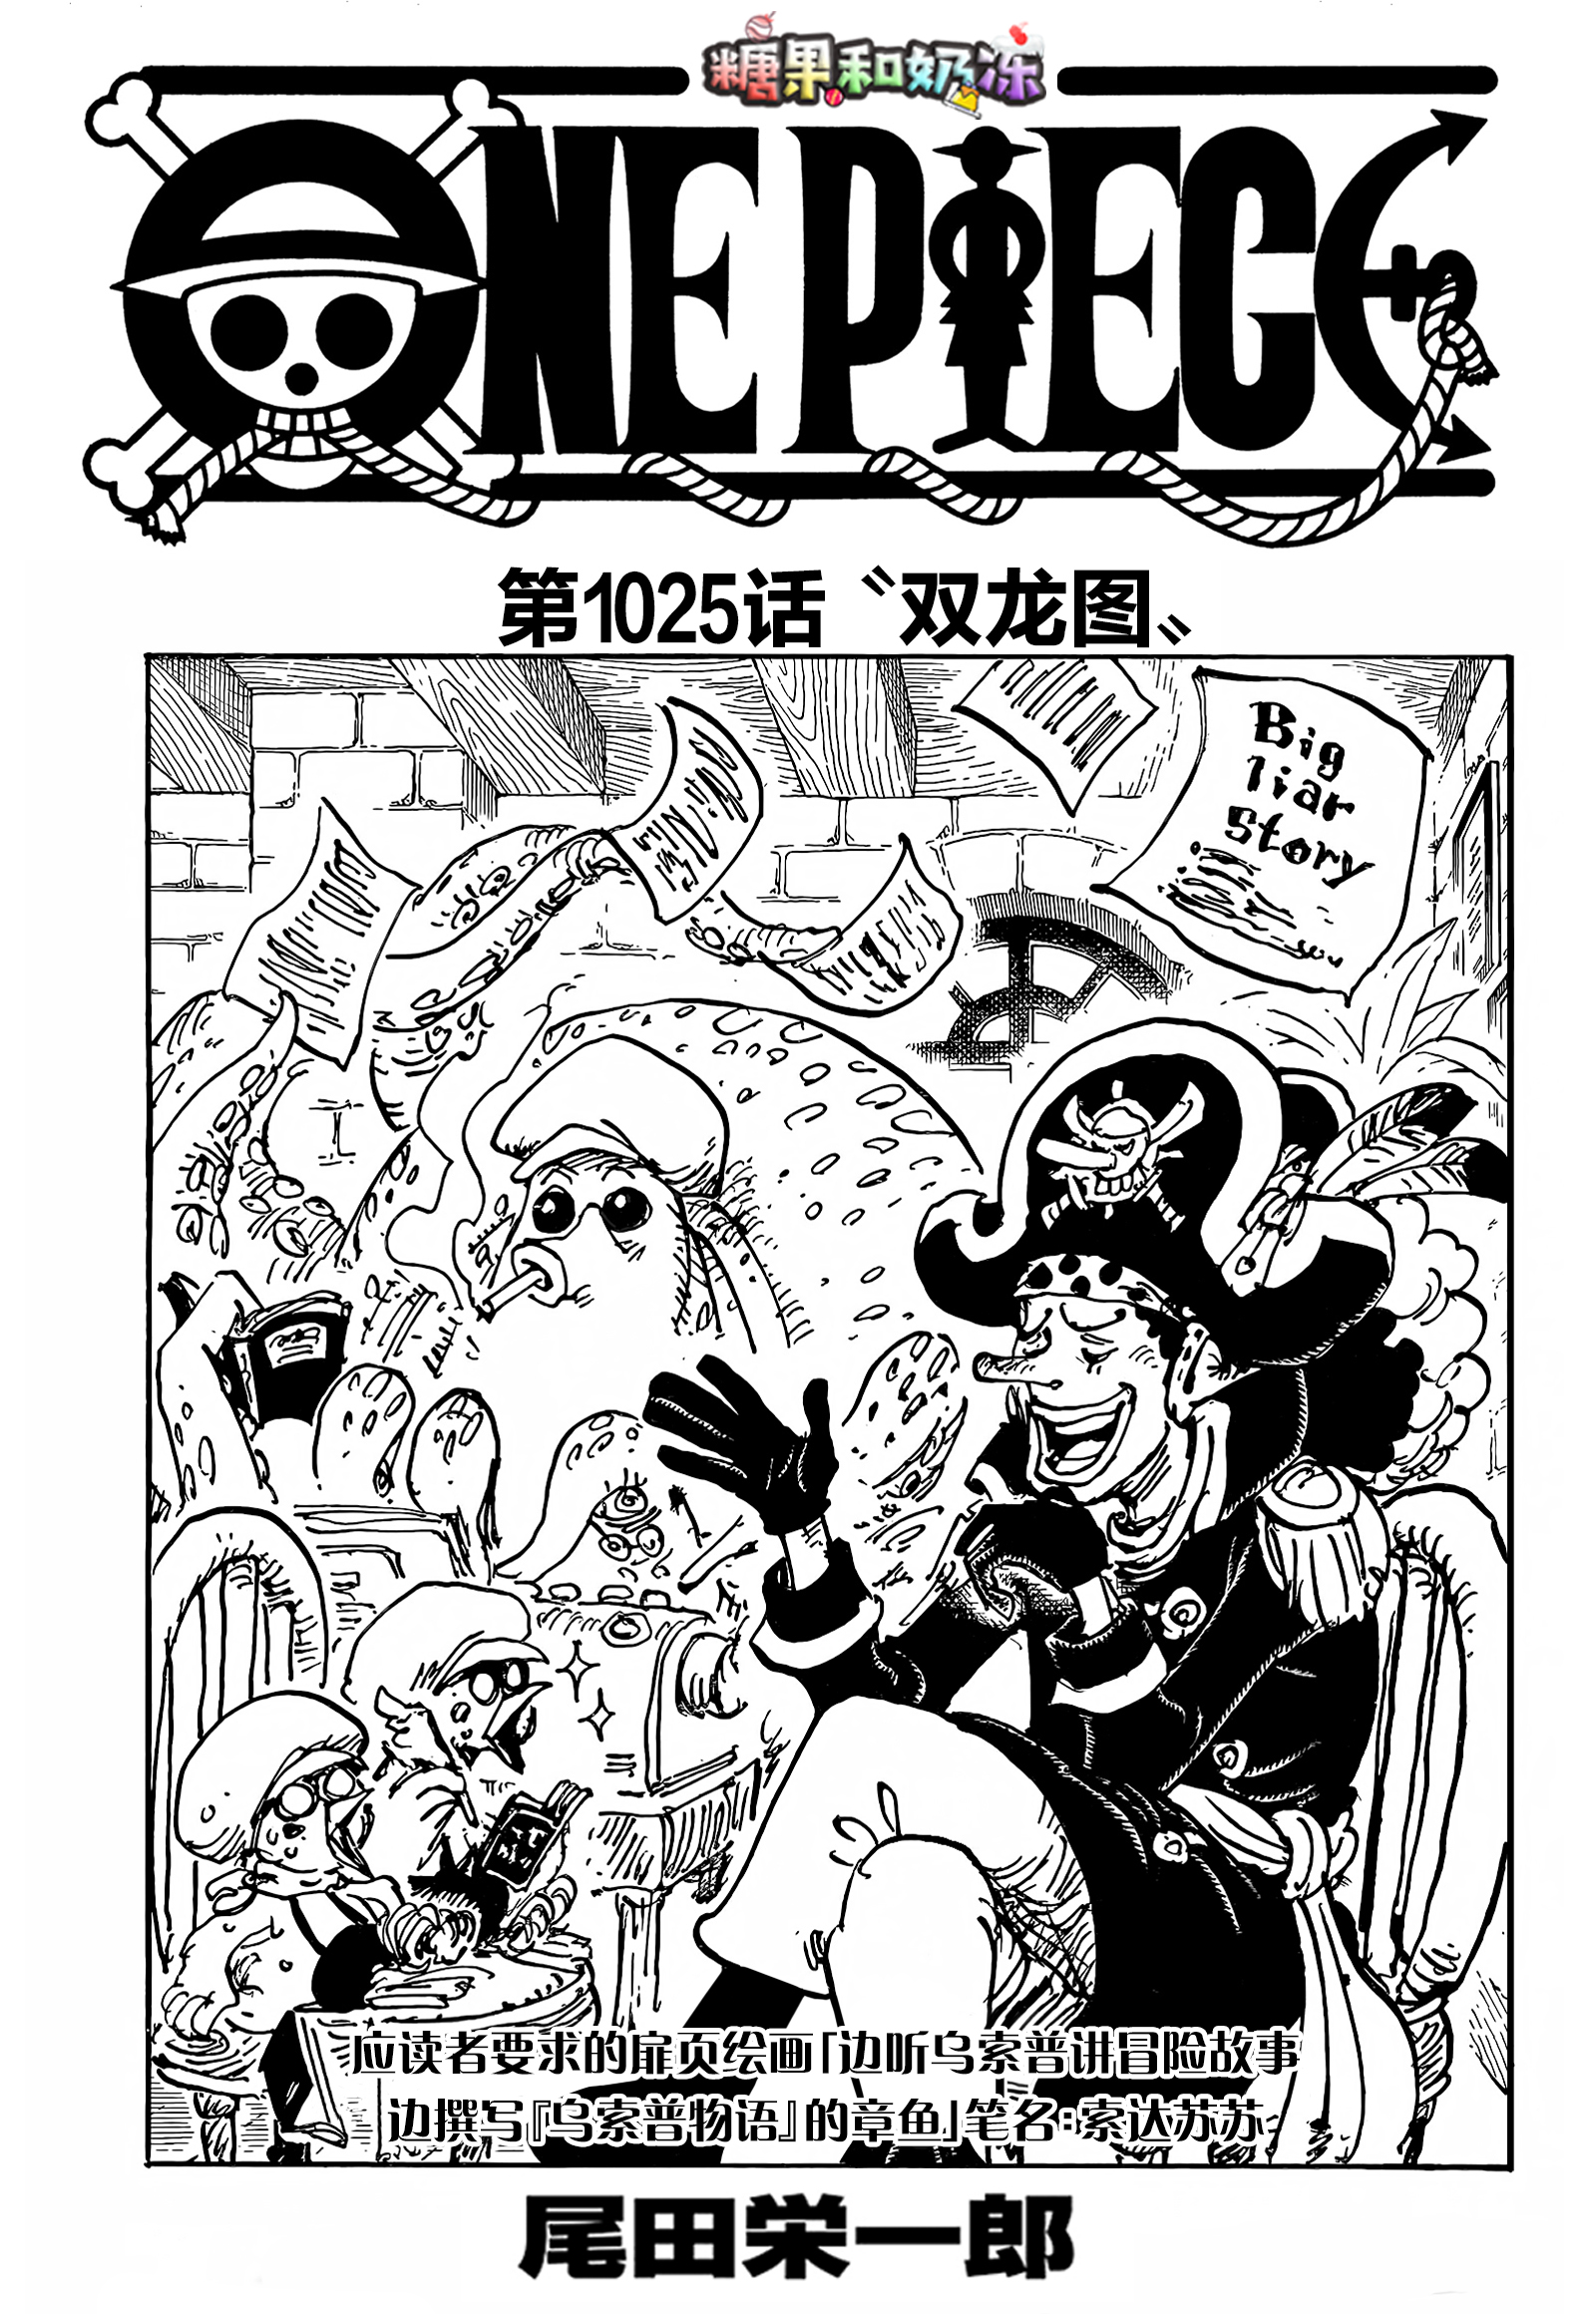 糖果和奶冻
ONE PIECE
第1025话〝双龙图〟
Big
liar
Story
应读者要求的扉页绘画「边听乌索普讲冒险故事
边撰写『乌索普物语』的章鱼」笔名:索达苏苏
尾田栄一郎